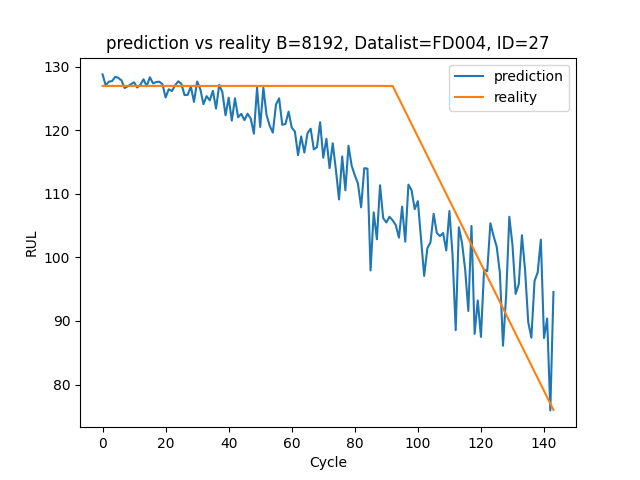 prediction vs reality B=8192, Datalist=FD004, ID=27
prediction
reality
RUL
130
120
110
100
90
80
0 20 40 60 80 100 120 140
Cycle